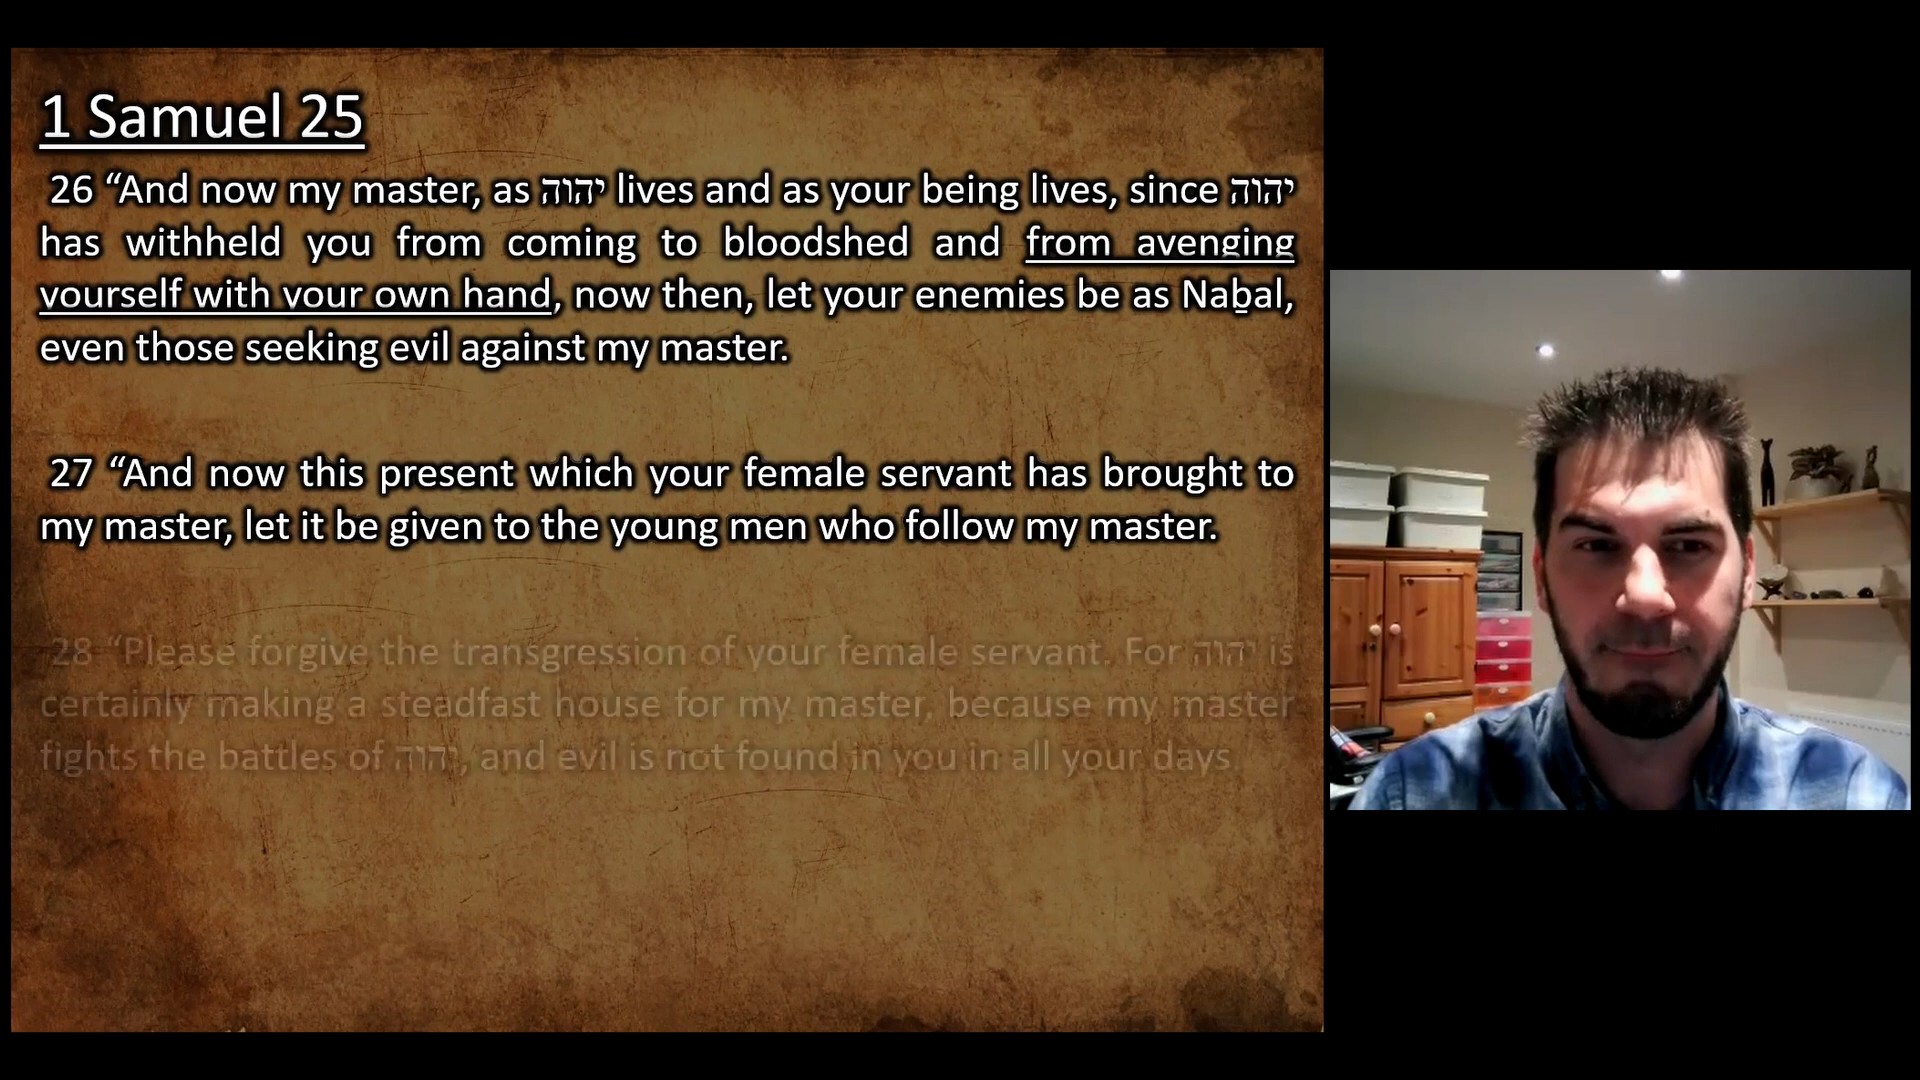 1 Samuel 25
26 “And now my master, as יהוה lives and as your being lives, since יהוה
has withheld you from coming to bloodshed and from avenging
yourself with your own hand, now then, let your enemies be as Naḇal,
even those seeking evil against my master.
27 “And now this present which your female servant has brought to
my master, let it be given to the young men who follow my master.
28 “Please forgive the transgression of your female servant. For יהוה is
certainly making a steadfast house for my master, because my master
fights the battles of יהוה, and evil is not found in you in all your days.